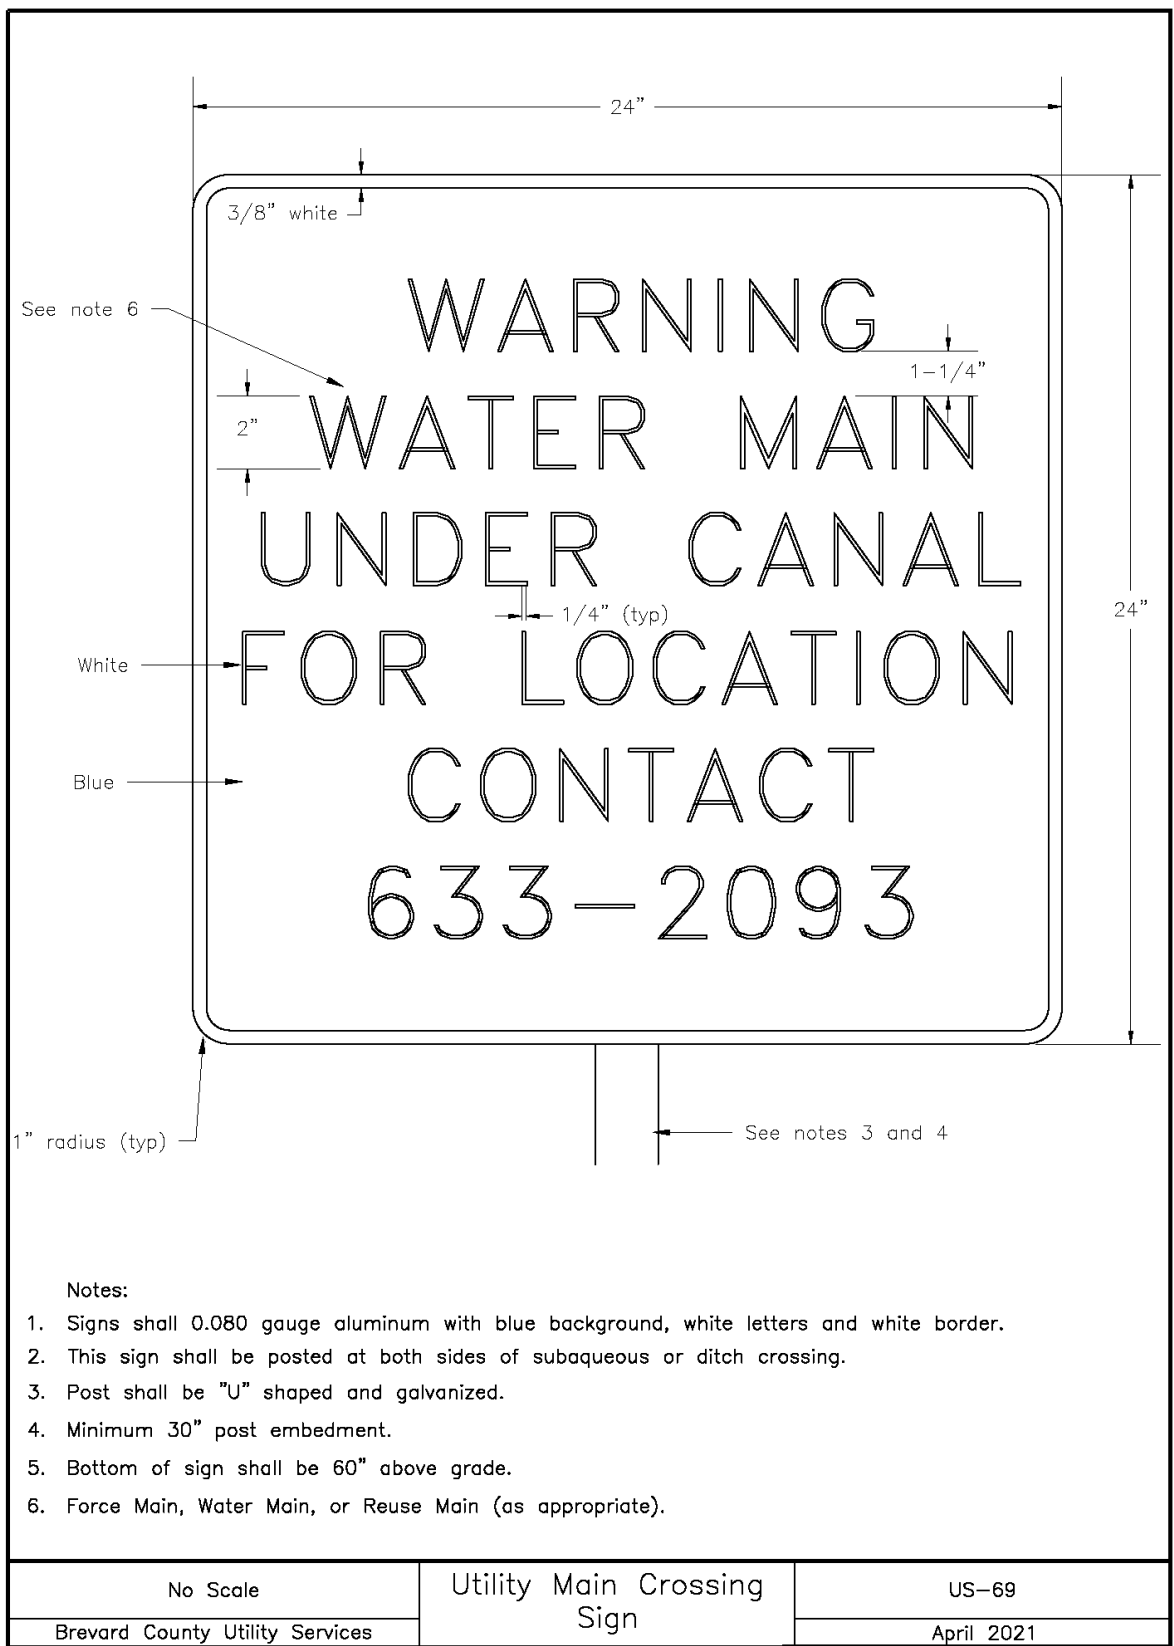 24"
3/8" white
See note 6
WARNING
1-1/4"
2"
WATER MAIN
UNDER CANAL
1/4" (typ)
24"
White
FOR LOCATION
Blue
CONTACT
633-2093
1" radius (typ)
See notes 3 and 4
Notes:
1. Signs shall 0.080 gauge aluminum with blue background, white letters and white border.
2. This sign shall be posted at both sides of subaqueous or ditch crossing.
3. Post shall be "U" shaped and galvanized.
4. Minimum 30" post embedment.
5. Bottom of sign shall be 60" above grade.
6. Force Main, Water Main, or Reuse Main (as appropriate).
No Scale
Brevard County Utility Services
Utility Main Crossing
Sign
US-69
April 2021